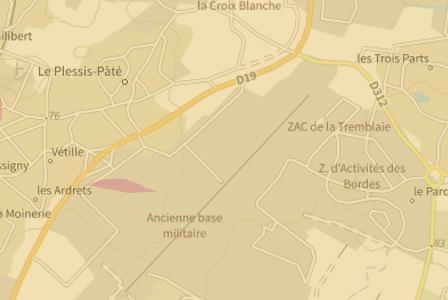 la Croix Blanche
ilibert
les Trois Parts
Le Plessis-Pâté
D19
D312
76
ZAC de la Tremblaie
Vétille
ssigny
Z. d'Activités des
Bordes
les Ardrets
le Parc
a Moinerie
Ancienne base
militaire
83